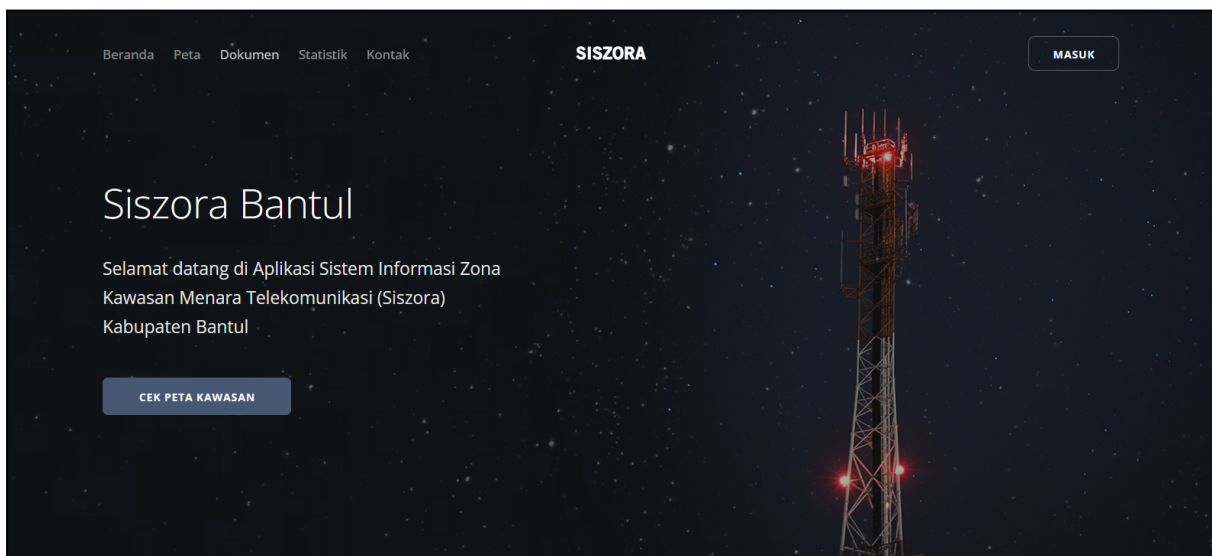 Beranda Peta Dokumen Statistik Kontak SISZORA MASUK
Siszora Bantul
Selamat datang di Aplikasi Sistem Informasi Zona
Kawasan Menara Telekomunikasi (Siszora)
Kabupaten Bantul
CEK PETA KAWASAN